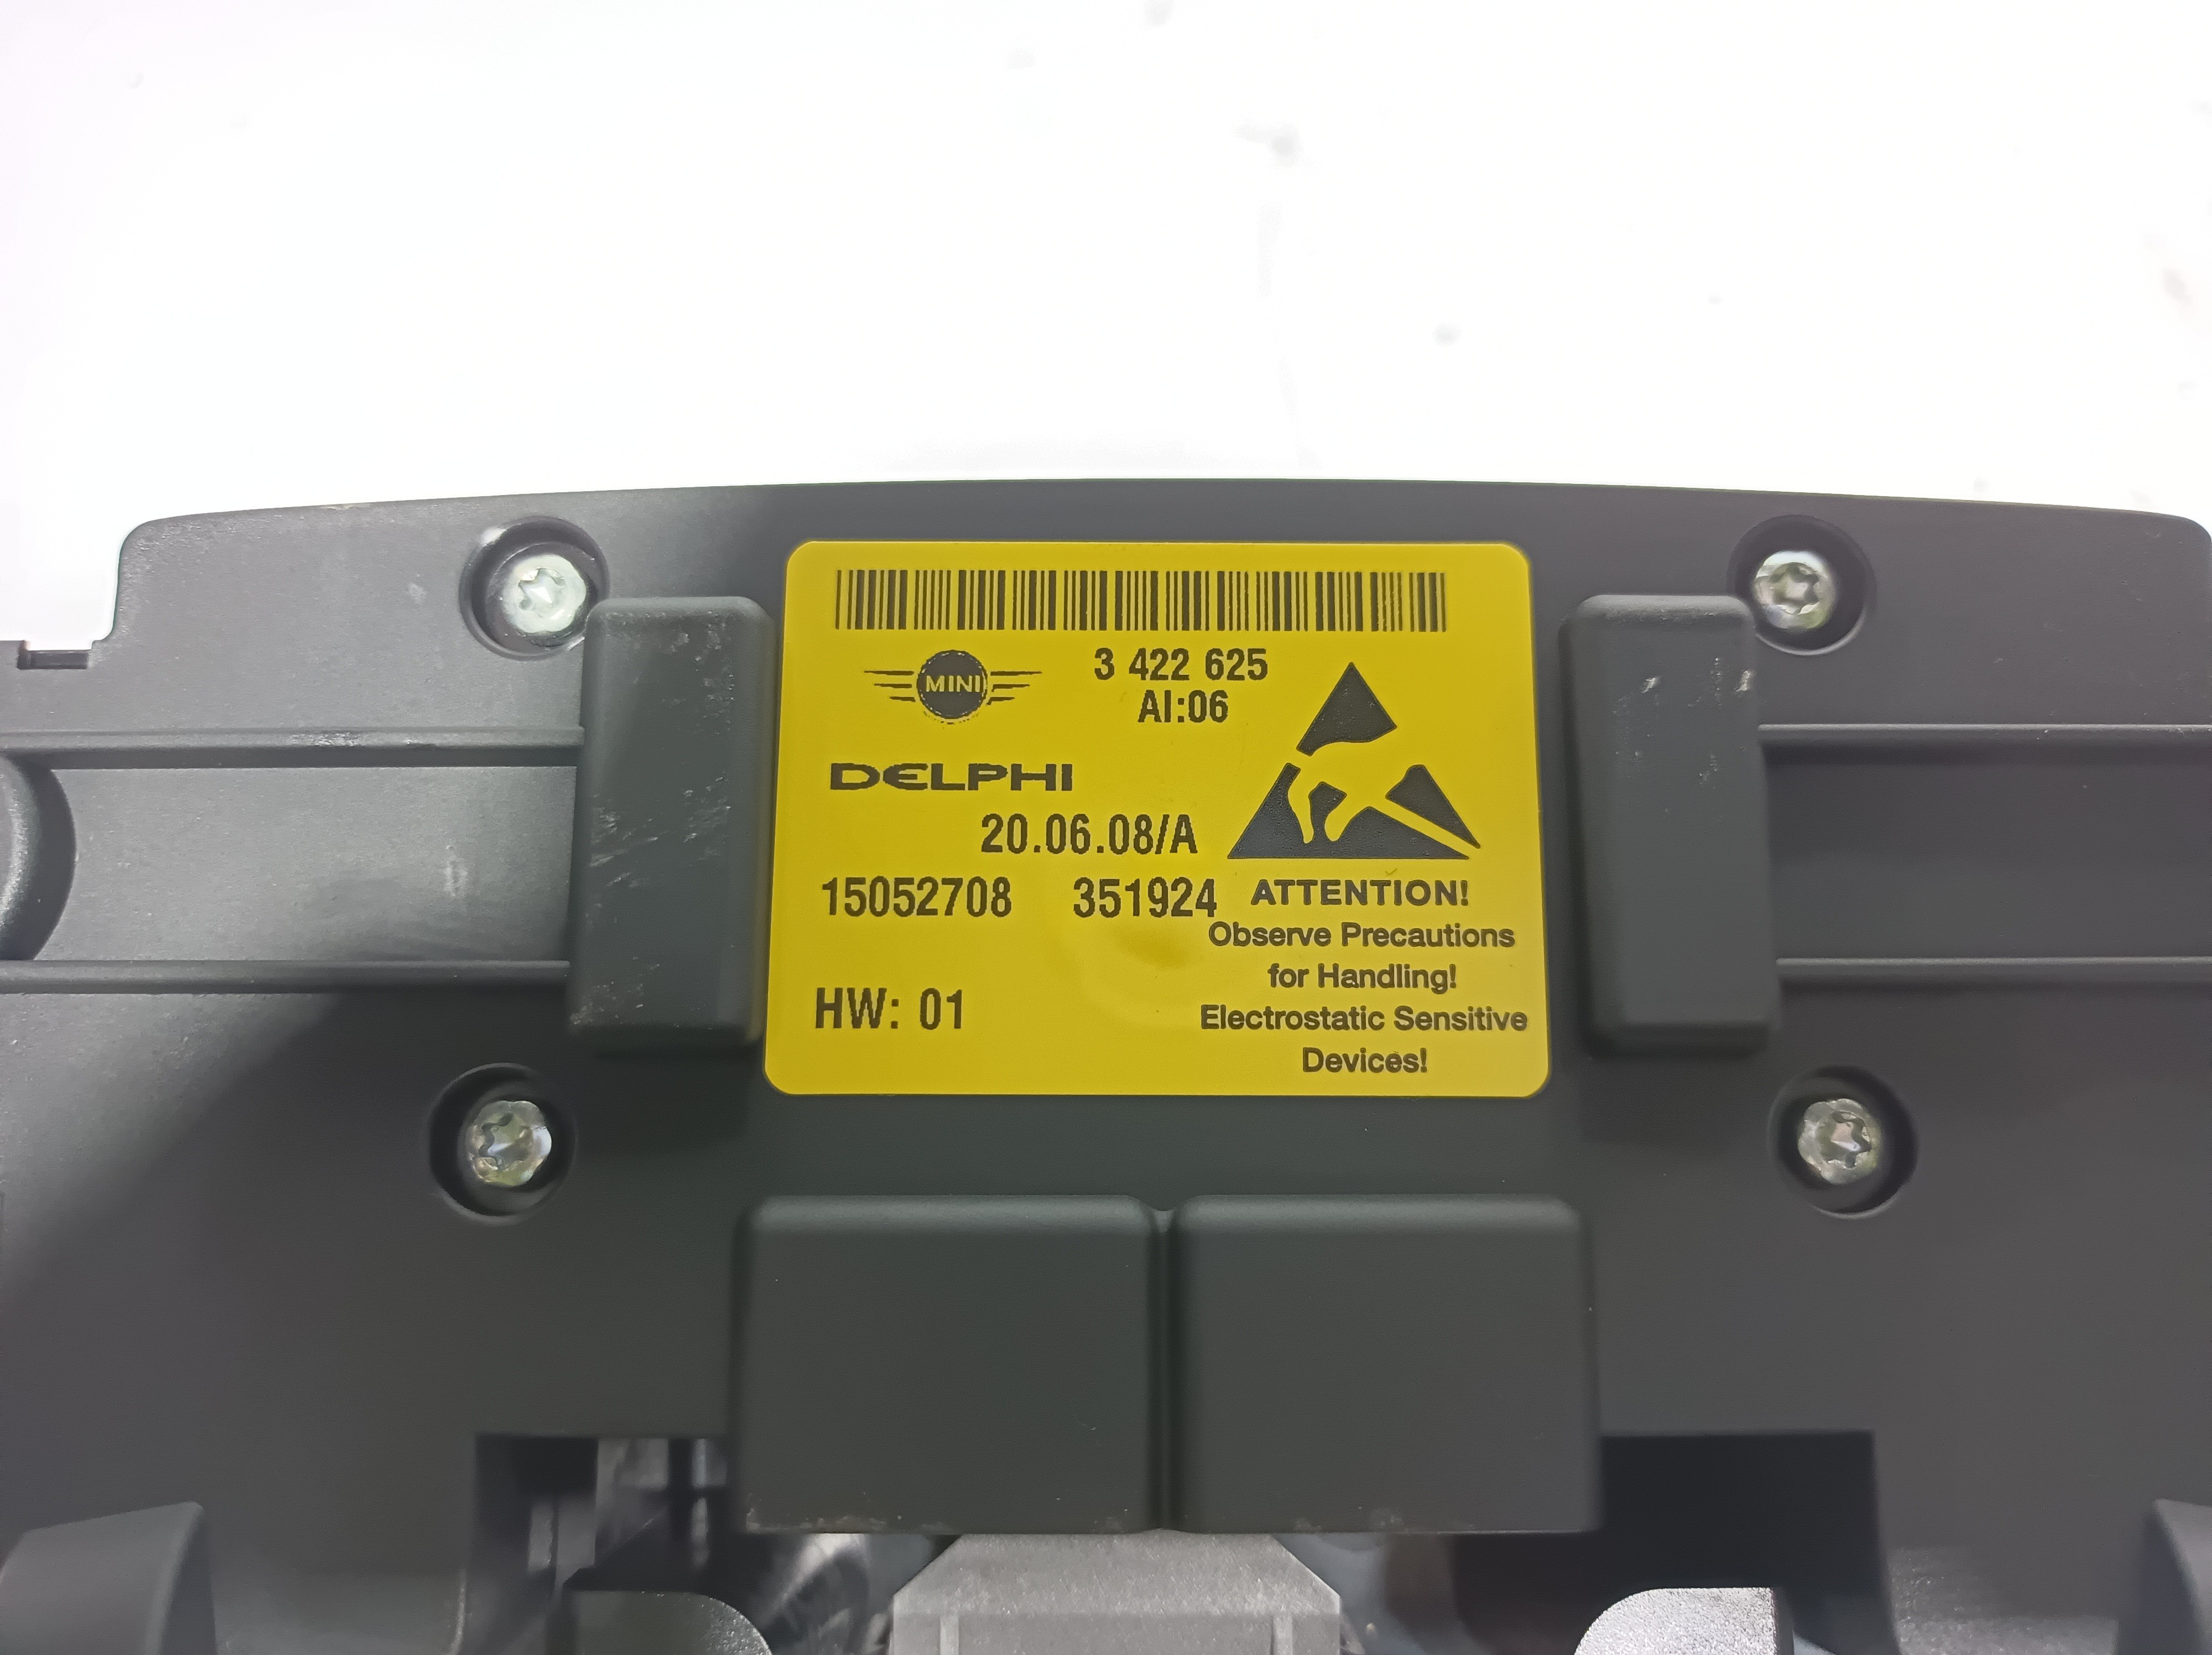 MINI
3 422 625
AI:06
DELPHI
20.06.08/A
15052708 351924
HW: 01
ATTENTION!
Observe Precautions
for Handling!
Electrostatic Sensitive
Devices!